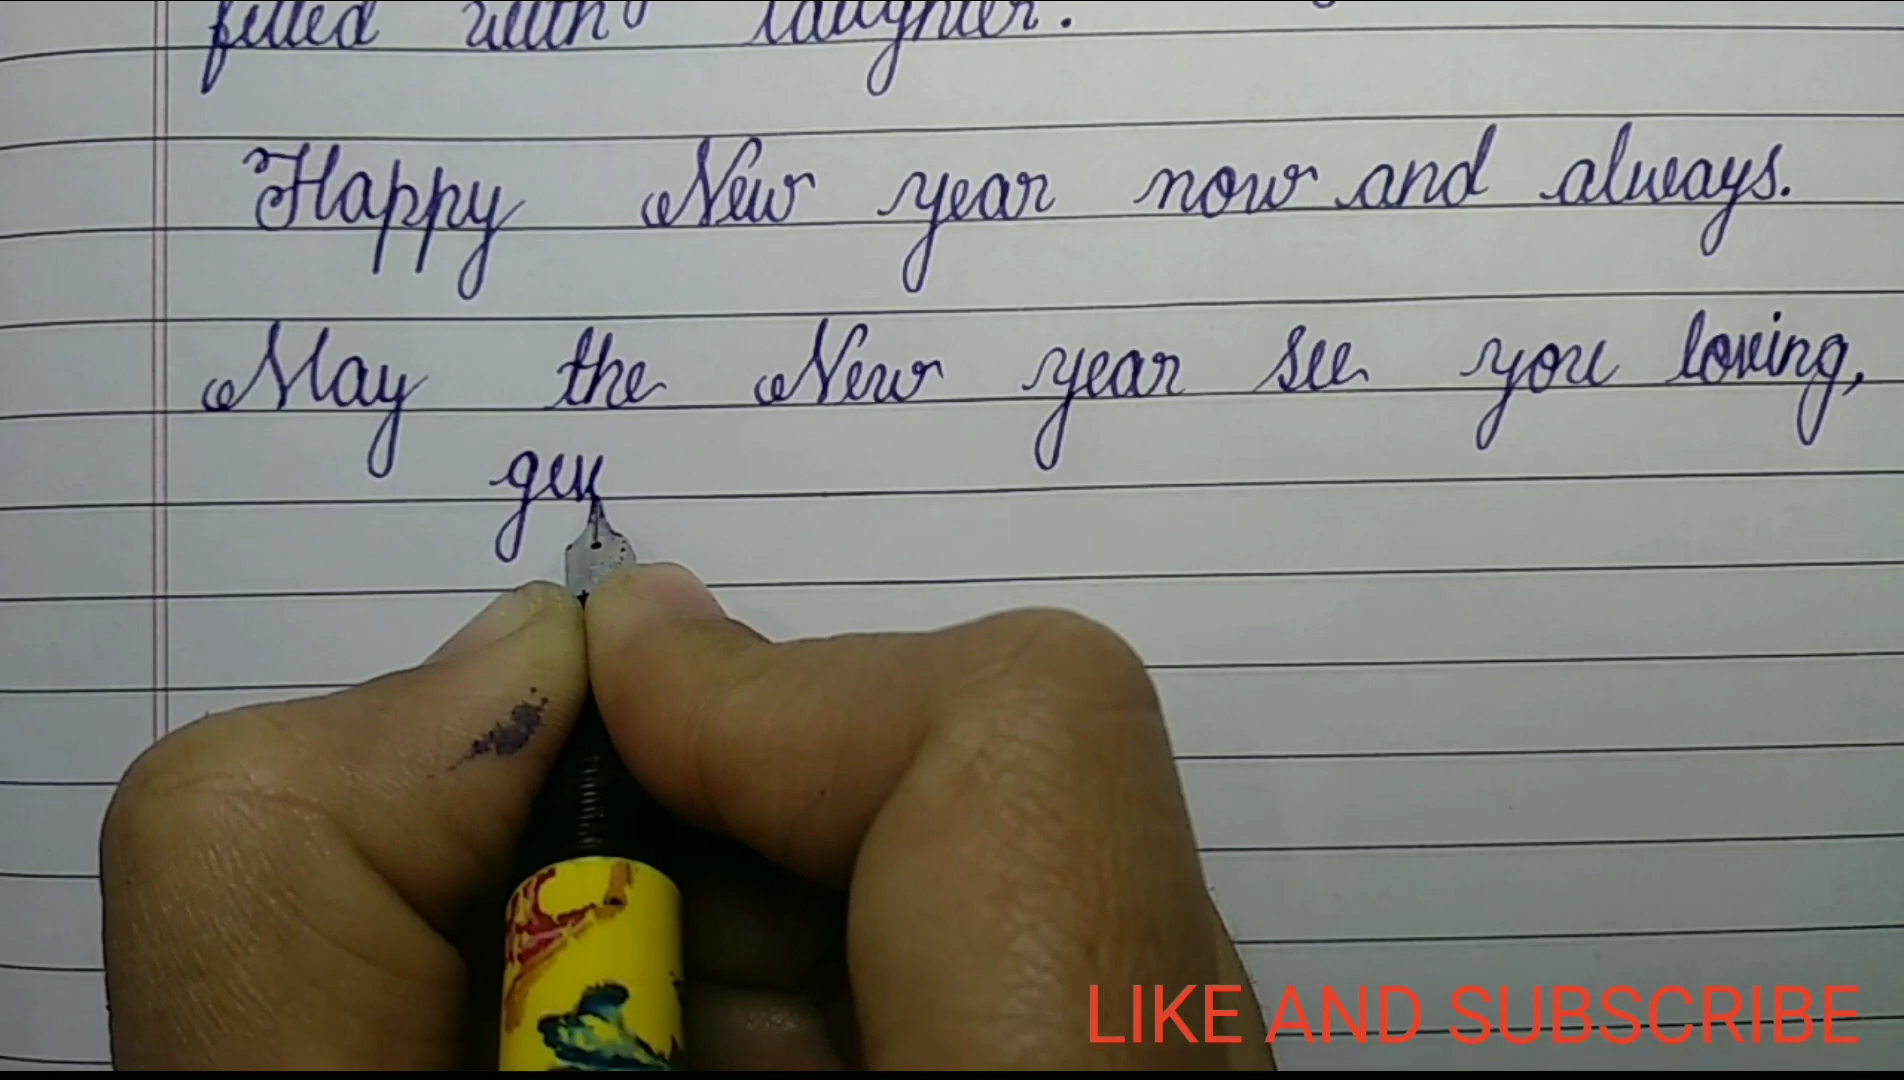 filled with laughter.
Happy New year now and always.
May the New year see you loving,
LIKE AND SUBSCRIBE